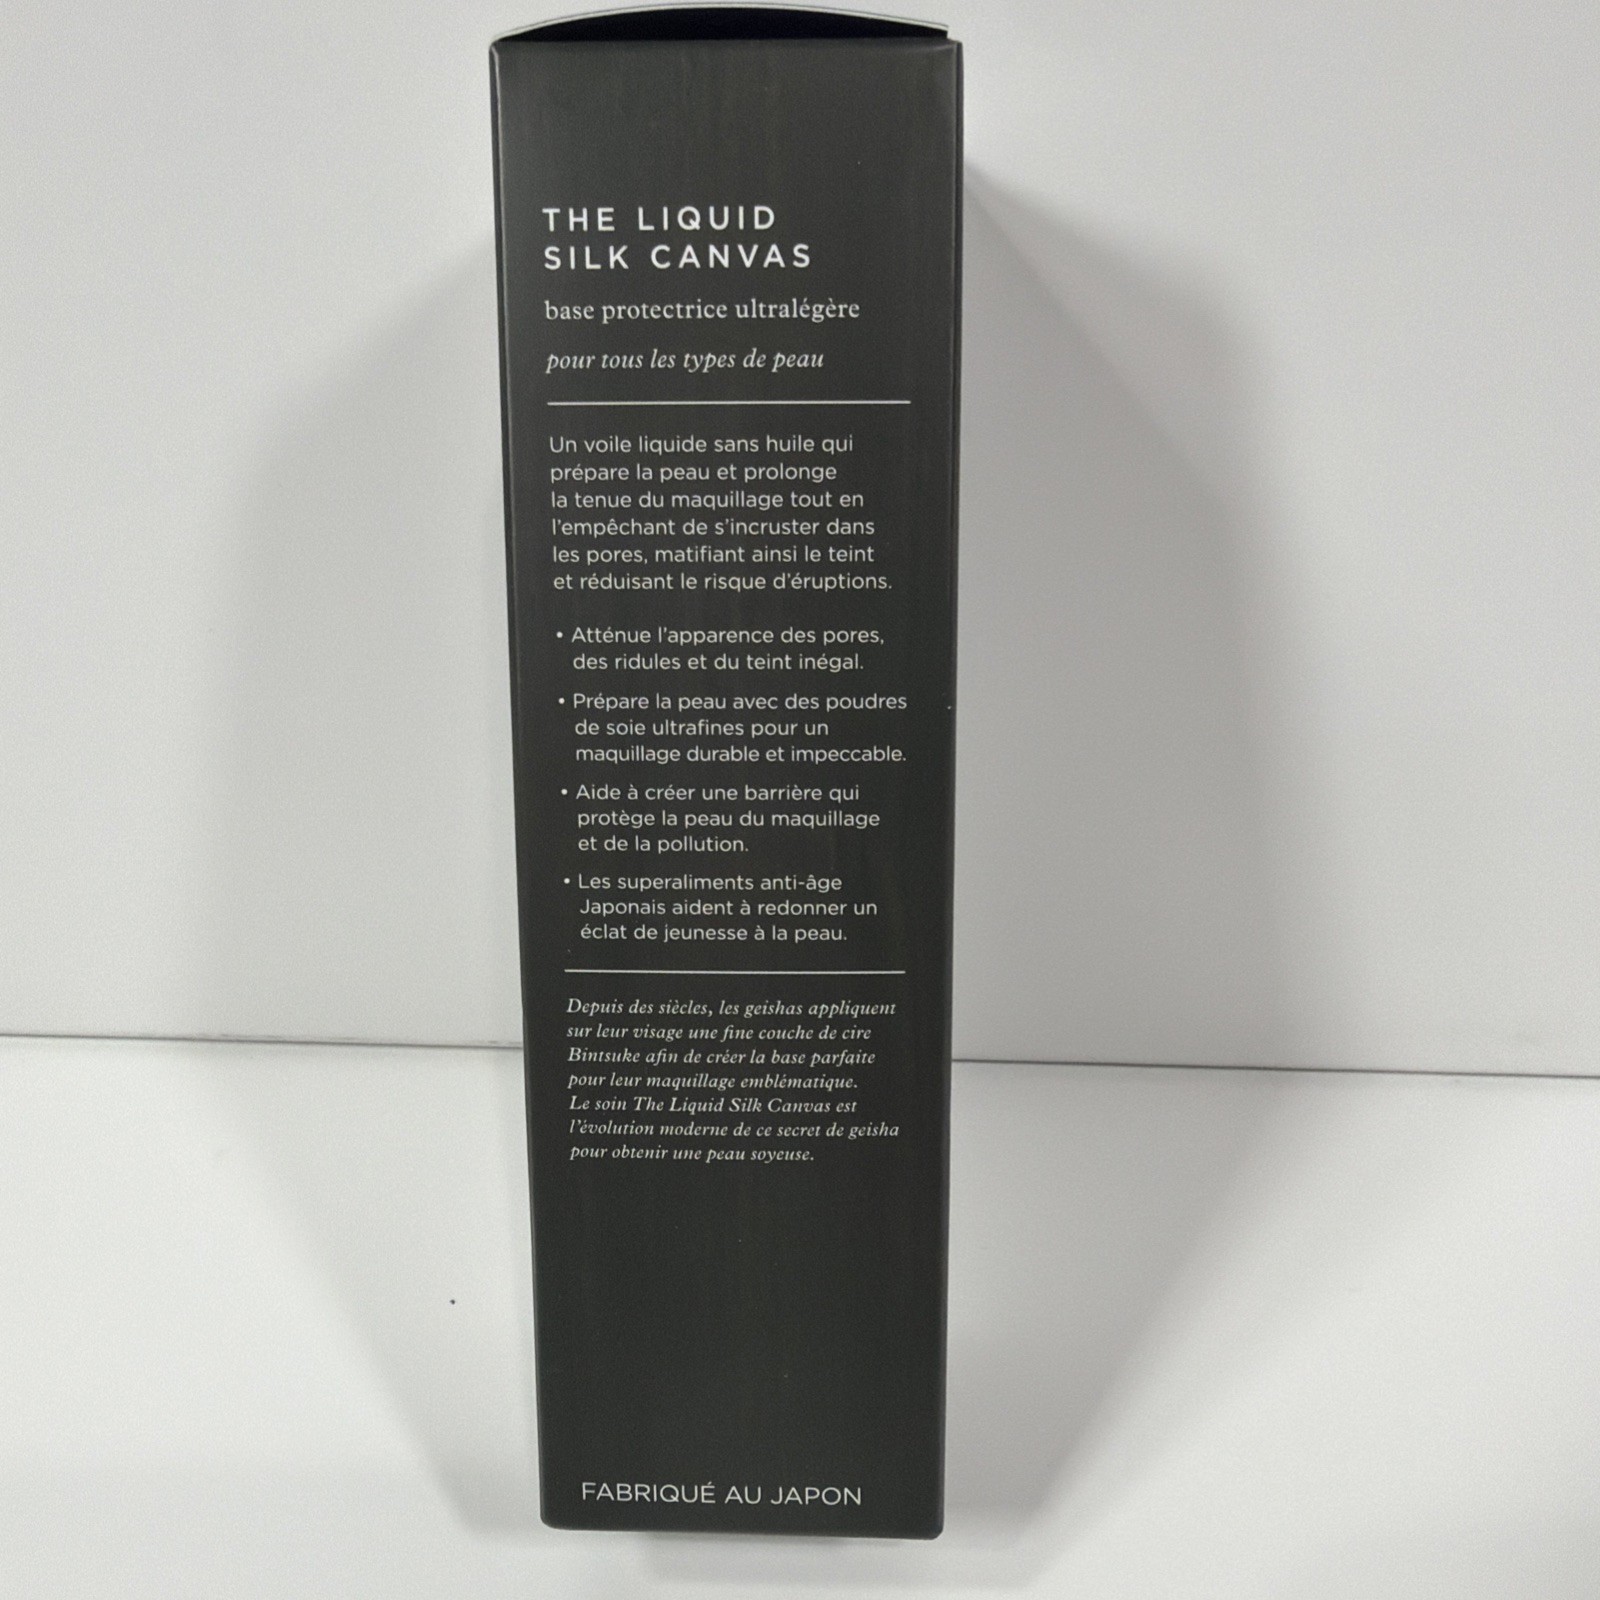 THE LIQUID
SILK CANVAS
base protectrice ultralégère
pour tous les types de peau
Un voile liquide sans huile qui
prépare la peau et prolonge
la tenue du maquillage tout en
l'empêchant de s'incruster dans
les pores, matifiant ainsi le teint
et réduisant le risque d'éruptions.
• Atténue l'apparence des pores,
des ridules et du teint inégal.
• Prépare la peau avec des poudres
de soie ultrafines pour un
maquillage durable et impeccable.
• Aide à créer une barrière qui
protège la peau du maquillage
et de la pollution.
• Les superaliments anti-âge
Japonais aident à redonner un
éclat de jeunesse à la peau.
Depuis des siècles, les geishas appliquent
sur leur visage une fine couche de cire
Bintsuke afin de créer la base parfaite
pour leur maquillage emblématique.
Le soin The Liquid Silk Canvas est
l'évolution moderne de ce secret de geisha
pour obtenir une peau soyeuse.
FABRIQUÉ AU JAPON